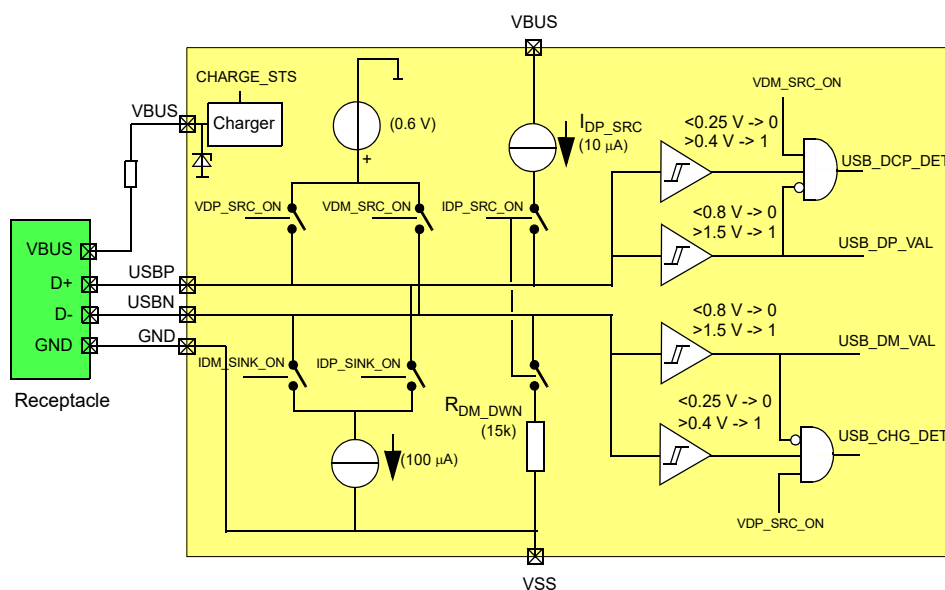 VBUS
CHARGE_STS
VBUS
Charger
(0.6 V)
+
IDP_SRC
(10 µA)
VDM_SRC_ON
<0.25 V -> 0
>0.4 V -> 1
USB_DCP_DET
VDP_SRC_ON
VDM_SRC_ON
IDP_SRC_ON
<0.8 V -> 0
>1.5 V -> 1
USB_DP_VAL
VBUS
D+
D-
GND
USBP
USBN
GND
Receptacle
IDM_SINK_ON
IDP_SINK_ON
RDM_DWN
(15k)
(100 µA)
<0.8 V -> 0
>1.5 V -> 1
USB_DM_VAL
<0.25 V -> 0
>0.4 V -> 1
USB_CHG_DET
VDP_SRC_ON
VSS